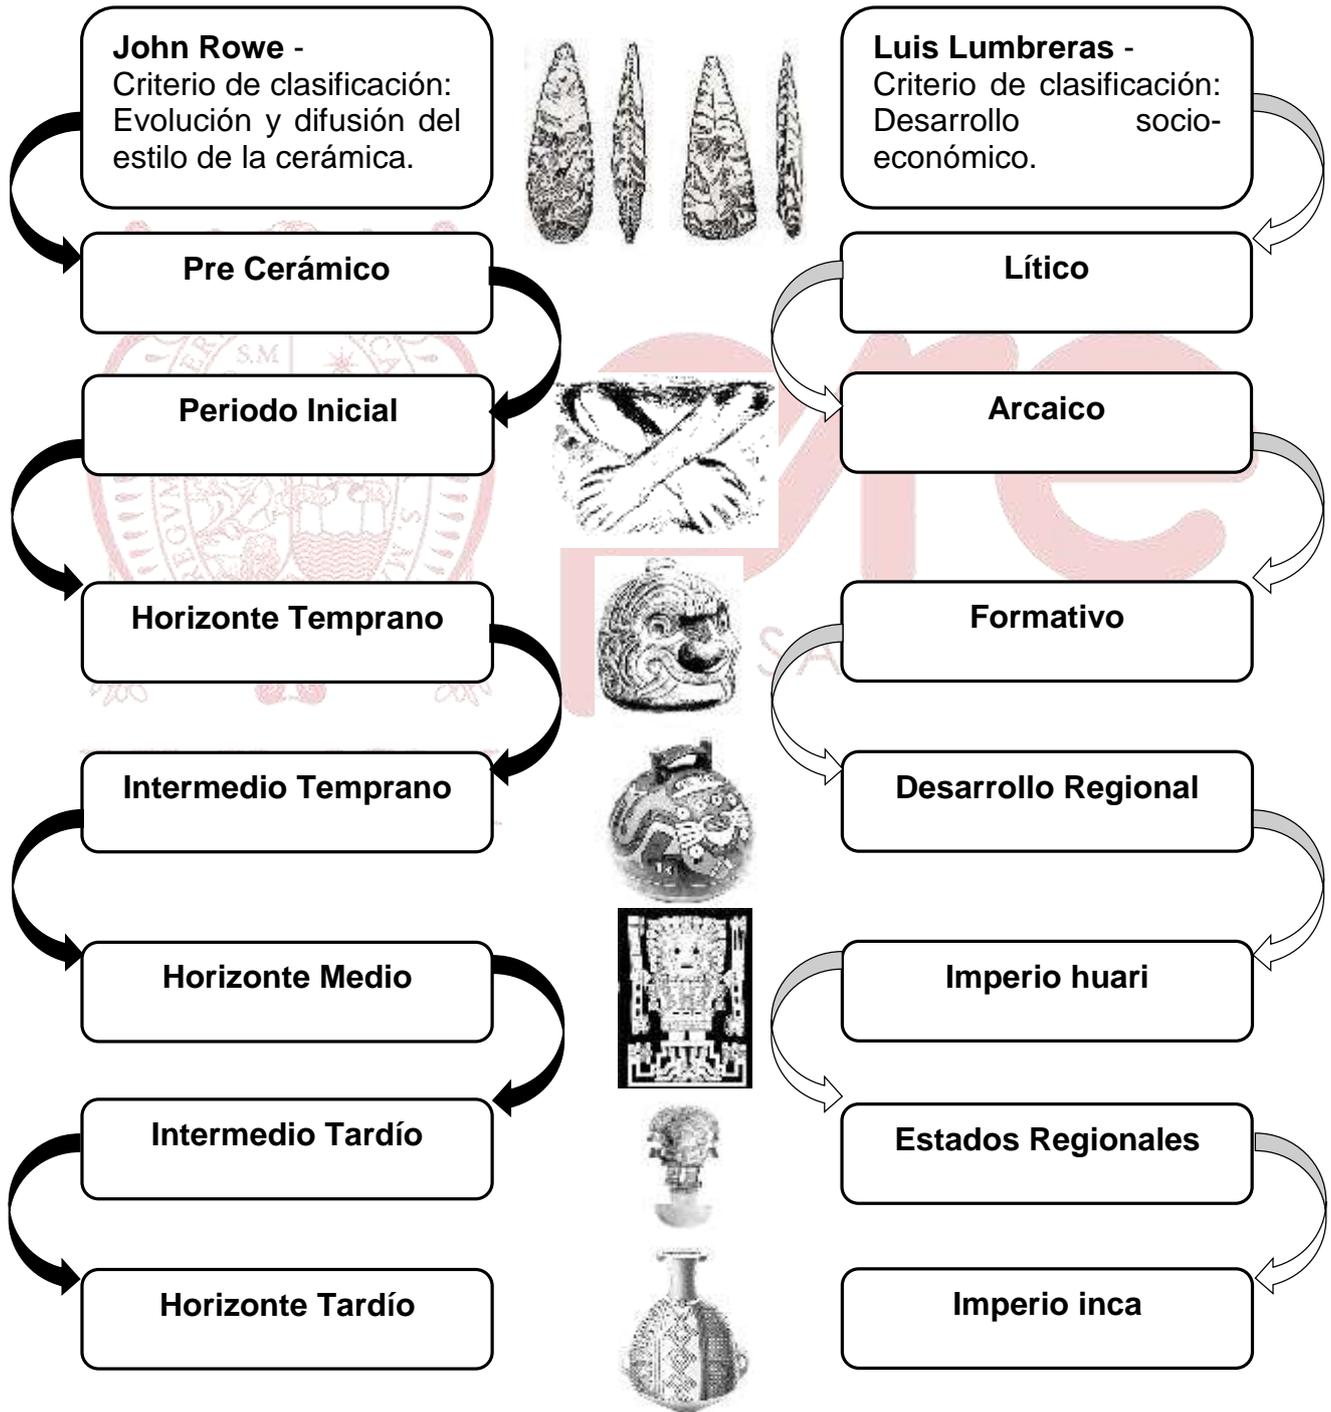 John Rowe -
Criterio de clasificación:
Evolución y difusión del
estilo de la cerámica.
Pre Cerámico
Periodo Inicial
Horizonte Temprano
Intermedio Temprano
Horizonte Medio
Intermedio Tardío
Horizonte Tardío
Luis Lumbreras -
Criterio de clasificación:
Desarrollo socio-
económico.
Lítico
Arcaico
Formativo
Desarrollo Regional
Imperio huari
Estados Regionales
Imperio inca
S.M
re
SA